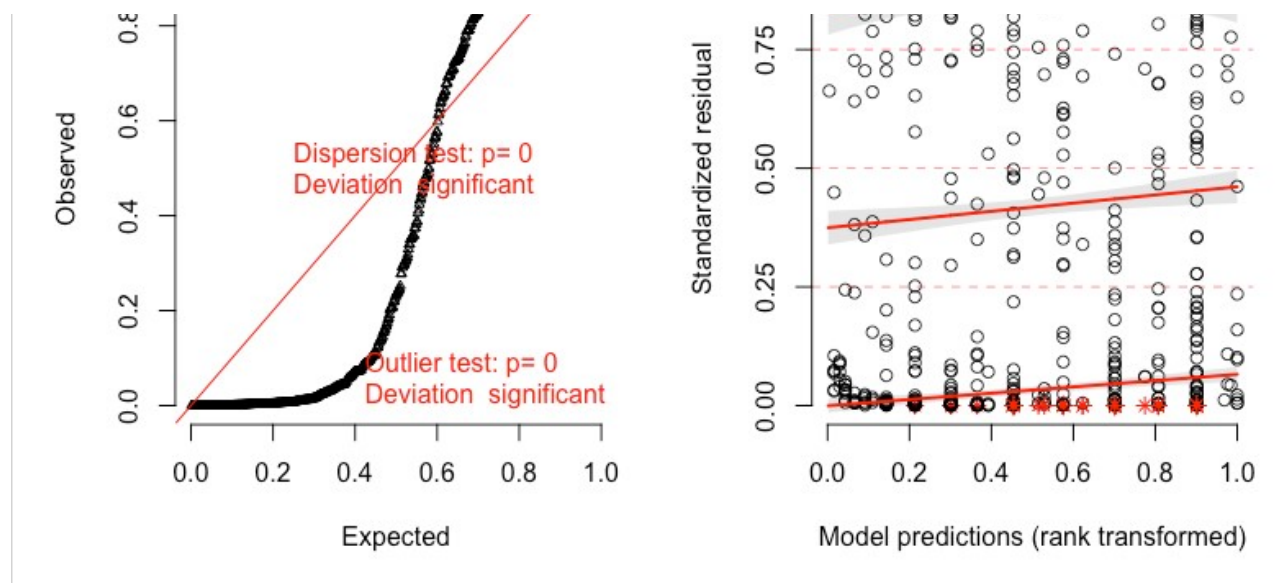 Observed
0.0
0.2
0.4
0.6
0.8
Dispersion test: p= 0
Deviation  significant
Outlier test: p= 0
Deviation  significant
0.0 0.2 0.4 0.6 0.8 1.0
Expected
Standardized residual
0.00
0.25
0.50
0.75
0.0 0.2 0.4 0.6 0.8 1.0
Model predictions (rank transformed)